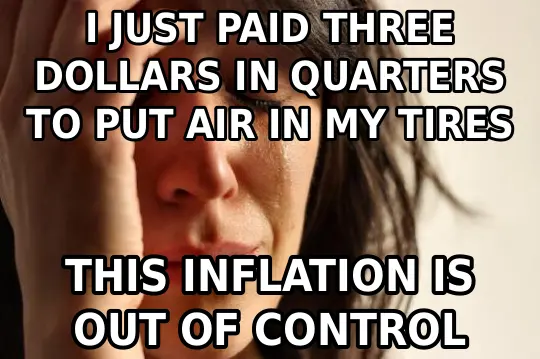 I JUST PAID THREE
DOLLARS IN QUARTERS
TO PUT AIR IN MY TIRES
THIS INFLATION IS
OUT OF CONTROL